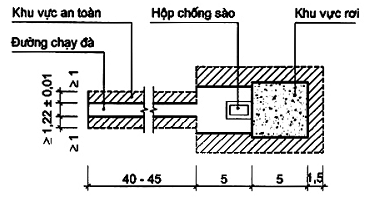 Khu vực an toàn
Hộp chống sào
Khu vực rơi
Đường chạy đà
≥ 1
≥ 1,22 ± 0,01
≥ 1
40 - 45
5
5
1,5